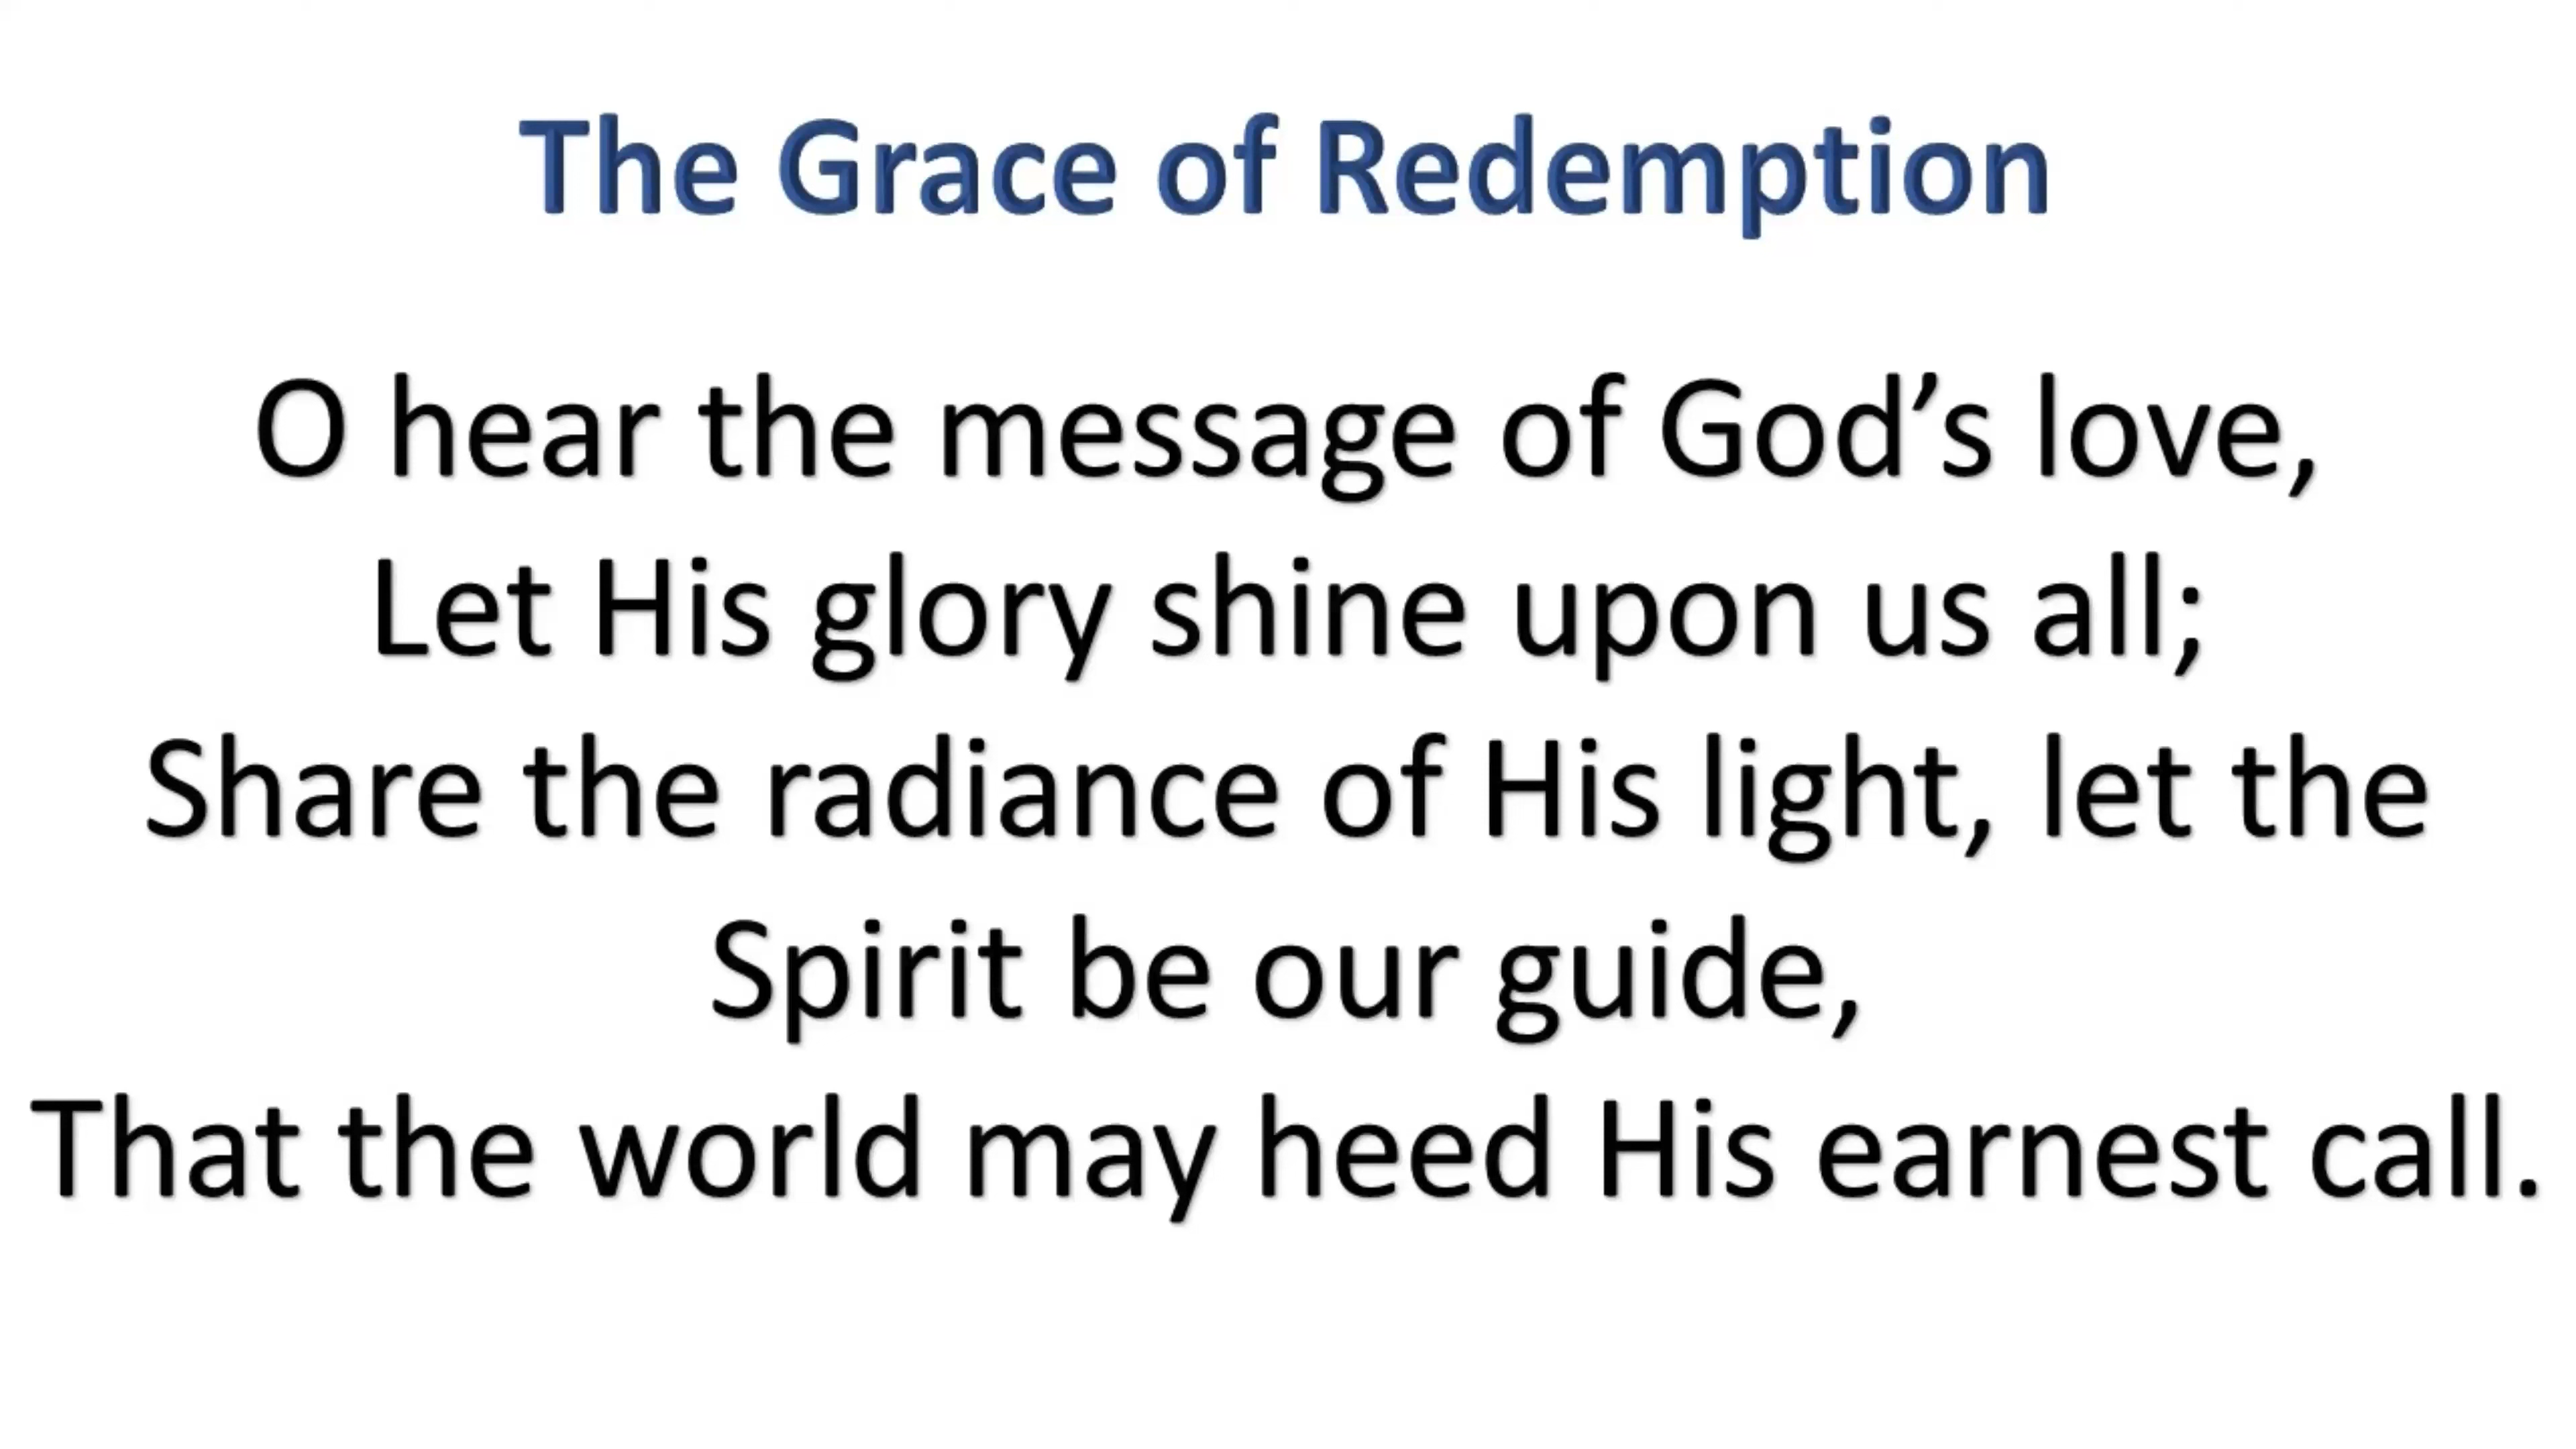 The Grace of Redemption
O hear the message of God’s love,
Let His glory shine upon us all;
Share the radiance of His light, let the
Spirit be our guide,
That the world may heed His earnest call.